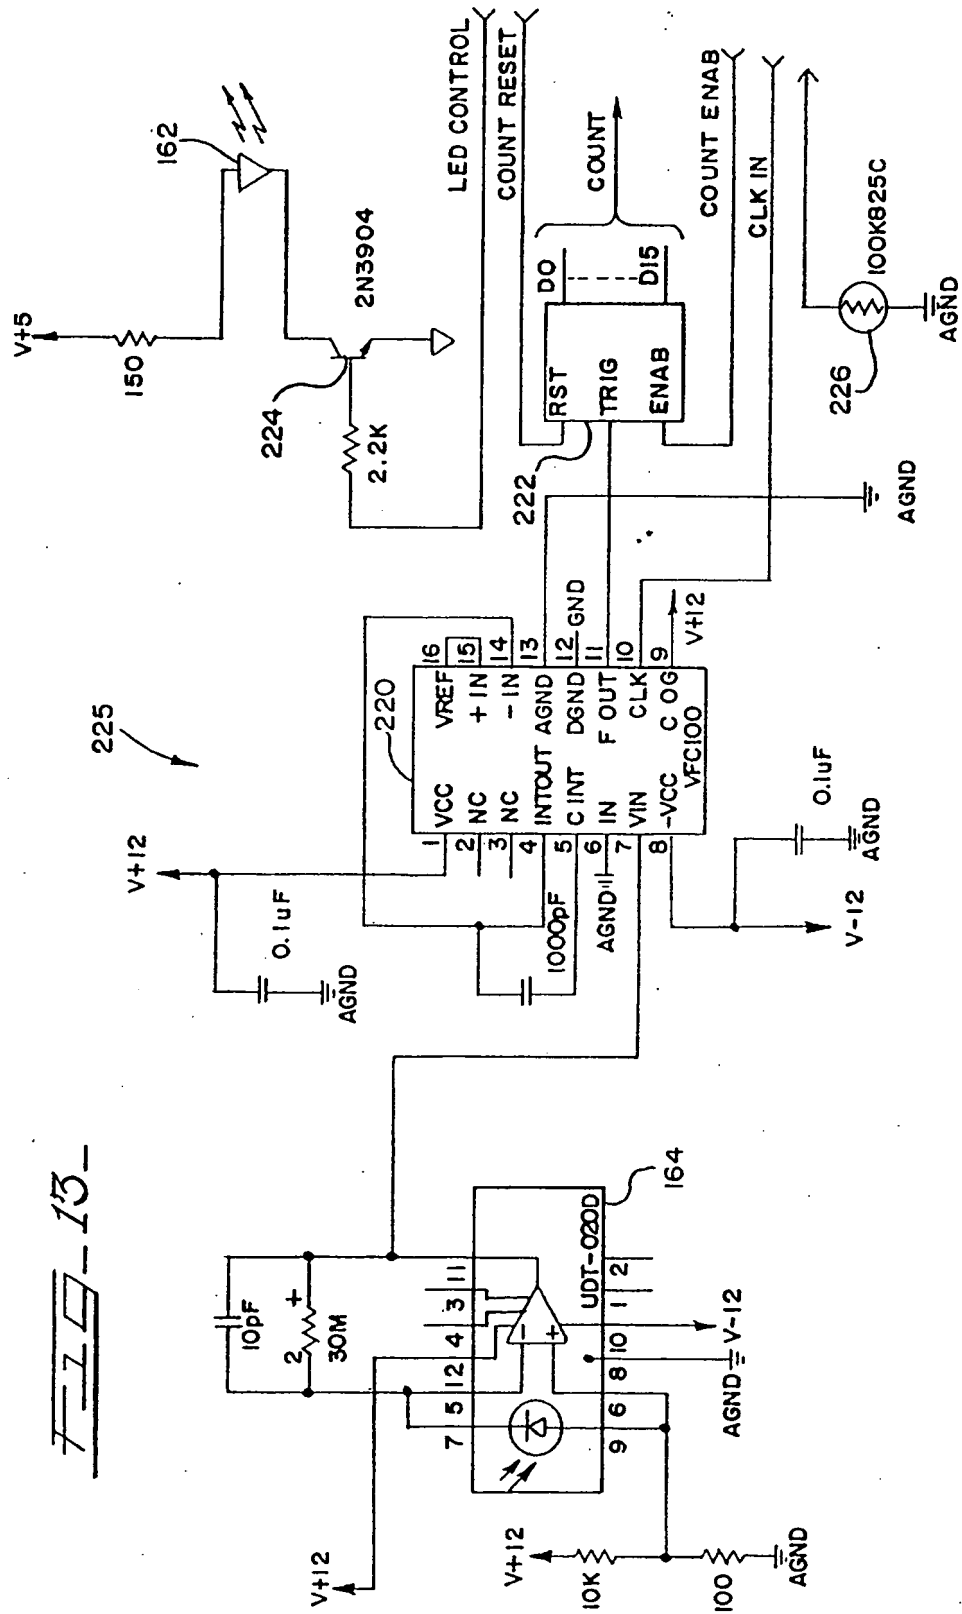 V+5
150
162
224
2N3904
2.2K
LED CONTROL
COUNT RESET
COUNT
COUNT ENAB
CLK IN
D0
D15
RST
TRIG
ENAB
222
100K825C
226
AGND
AGND
225
220
V+12
0.1uF
AGND
VREF 16
+IN 15
-IN 14
AGND 13
DGND 12 GND
F OUT 11
CLK 10
C OG 9
V+12
1 VCC
2 NC
3 NC
4 INTOUT
5 C INT
6 IN
7 VIN
8 -VCC
VFC100
1000pF
AGND
0.1uF
AGND
V-12
FIG-13-
10pF
2
+
30M
164
UDT-020D
11
3
4
12
5
7
2
1
10
8
6
9
-
+
V-12
AGND
V+12
V+12
10K
100
AGND